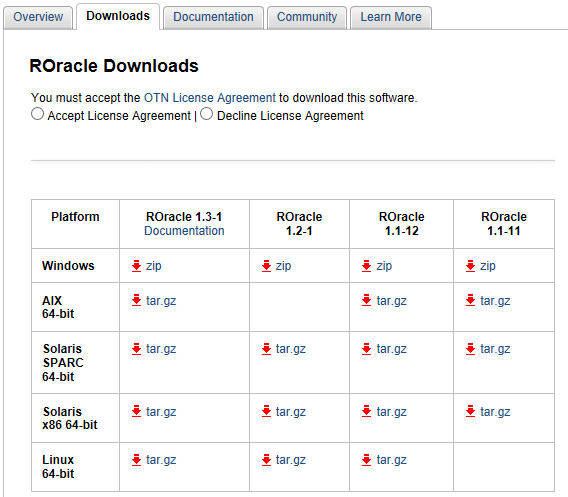 Overview Downloads Documentation Community Learn More
ROracle Downloads
You must accept the OTN License Agreement to download this software.
Accept License Agreement | Decline License Agreement
Platform
ROracle 1.3-1
Documentation
ROracle
1.2-1
ROracle
1.1-12
ROracle
1.1-11
Windows zip zip zip zip
AIX
64-bit
tar.gz tar.gz tar.gz
Solaris
SPARC
64-bit
tar.gz tar.gz tar.gz tar.gz
Solaris
x86 64-bit
tar.gz tar.gz tar.gz tar.gz
Linux
64-bit
tar.gz tar.gz tar.gz